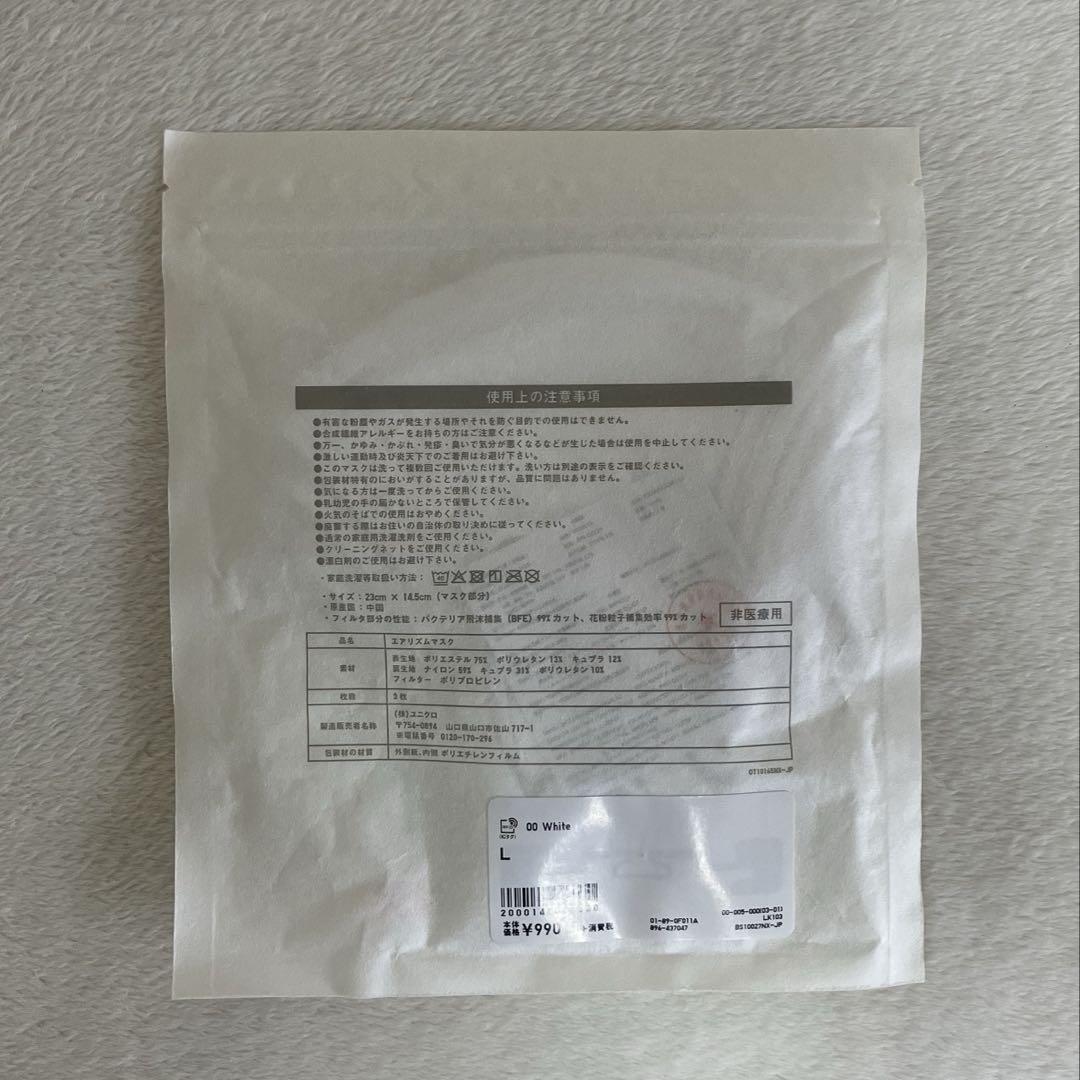 使用上の注意事項
●有害な粉塵やガスが発生する場所やそれを防ぐ目的での使用はできません。
●合成繊維アレルギーをお持ちの方はご注意ください。
●万一、かゆみ・かぶれ・発疹・臭いで気分が悪くなるなどが生じた場合は使用を中止してください。
●激しい運動時及び炎天下でのご着用はお避け下さい。
●このマスクは洗って複数回ご使用いただけます。洗い方は別途の表示をご確認ください。
●包装材特有のにおいがすることがありますが、品質に問題はありません。
●気になる方は一度洗ってからご使用ください。
●乳幼児の手の届かないところで保管してください。
●火気のそばでの使用はおやめください。
●廃棄する際はお住いの自治体の取り決めに従ってください。
●通常の家庭用洗濯洗剤をご使用ください。
●クリーニングネットをご使用ください。
●漂白剤のご使用はお避け下さい。
・家庭洗濯等取扱い方法： 40
・サイズ：23cm × 14.5cm (マスク部分)
・原産国：中国
・フィルタ部分の性能：バクテリア飛沫捕集 (BFE) 99% カット、花粉粒子捕集効率 99% カット
非医療用
品名 エアリズムマスク
素材 表生地 ポリエステル 75% ポリウレタン 13% キュプラ 12%
裏生地 ナイロン 59% キュプラ 31% ポリウレタン 10%
フィルター ポリプロピレン
枚数 3枚
製造販売者名称 (株)ユニクロ
〒754-0894 山口県山口市佐山 717-1
※電話番号 0120-170-296
包装材の材質 外側紙、内側 ポリエチレンフィルム
OT10165NX-JP
00 White
(ICタグ)
L
本体価格 ¥990 +消費税
01-89-0F011A
896-437047
00-005-000(03-01)
LK103
BS10027NX-JP